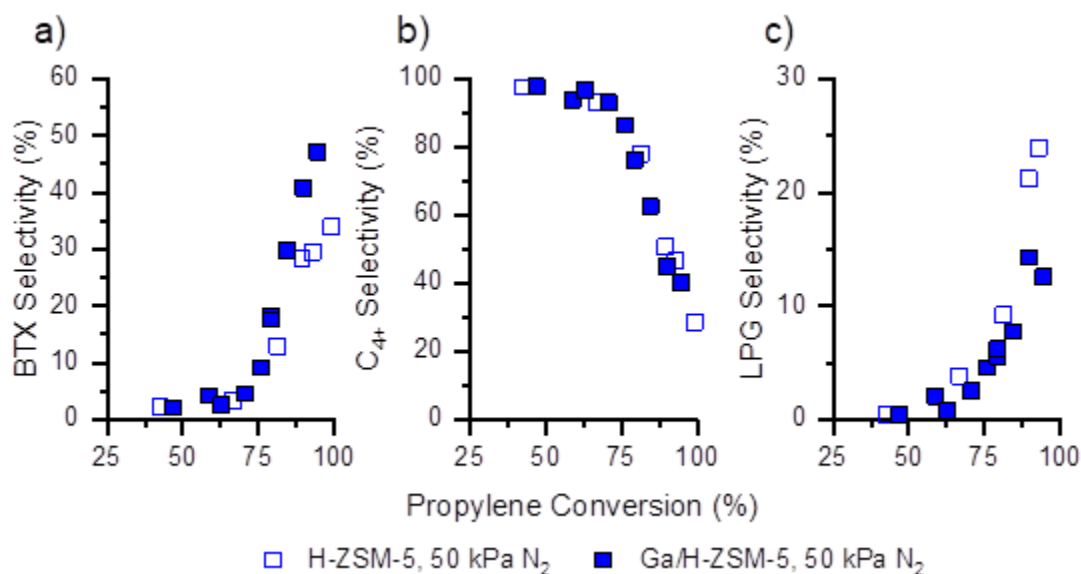 a)
BTX Selectivity (%)
60
50
40
30
20
10
0
25 50 75 100
b)
C₄₊ Selectivity (%)
100
80
60
40
20
0
25 50 75 100
c)
LPG Selectivity (%)
30
20
10
0
25 50 75 100
Propylene Conversion (%)
H-ZSM-5, 50 kPa N₂
Ga/H-ZSM-5, 50 kPa N₂